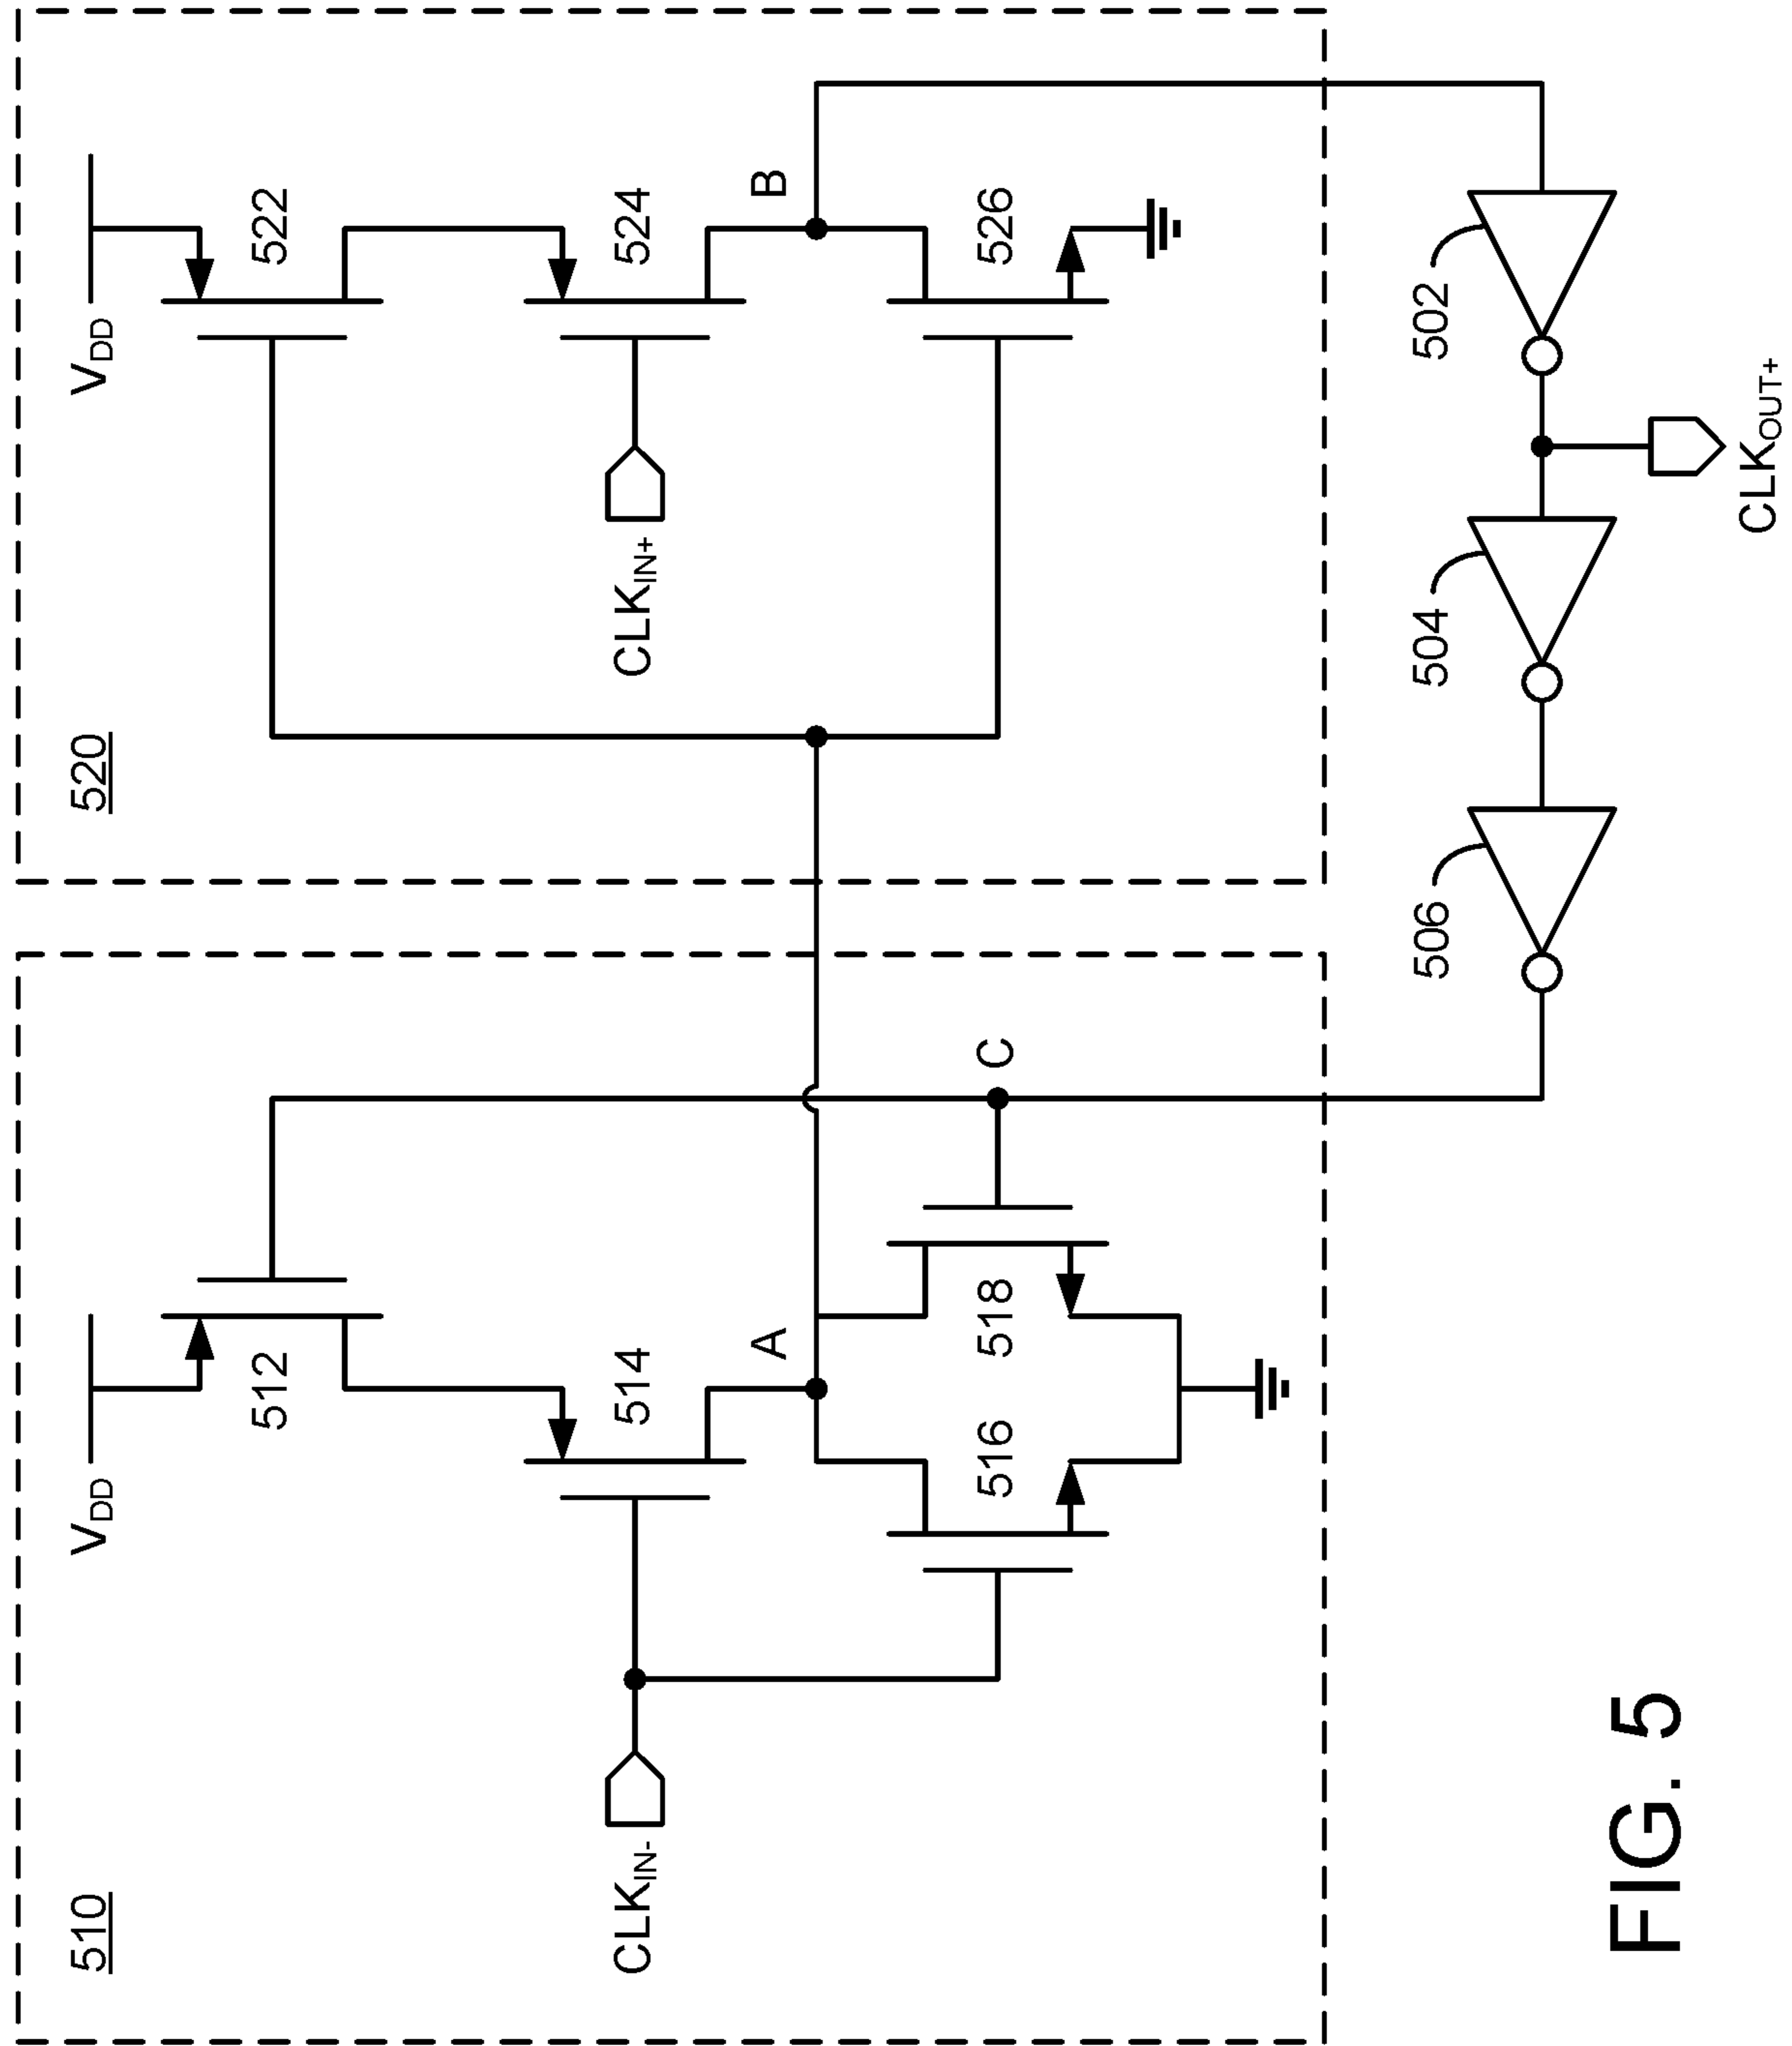 510
520
V_DD
V_DD
512
522
CLK_IN-
514
CLK_IN+
524
A
B
516
518
C
526
506
504
502
CLK_OUT+
FIG. 5